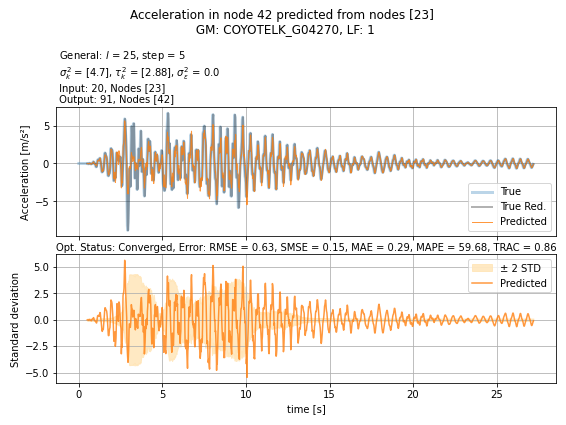 Acceleration in node 42 predicted from nodes [23]
GM: COYOTELK_G04270, LF: 1
General: l = 25, step = 5
σ²ₖ = [4.7], τ²ₖ = [2.88], σ²ε = 0.0
Input: 20, Nodes [23]
Output: 91, Nodes [42]
Acceleration [m/s²]
5
0
−5
True
True Red.
Predicted
Opt. Status: Converged, Error: RMSE = 0.63, SMSE = 0.15, MAE = 0.29, MAPE = 59.68, TRAC = 0.86
Standard deviation
5.0
2.5
0.0
−2.5
−5.0
± 2 STD
Predicted
0 5 10 15 20 25
time [s]